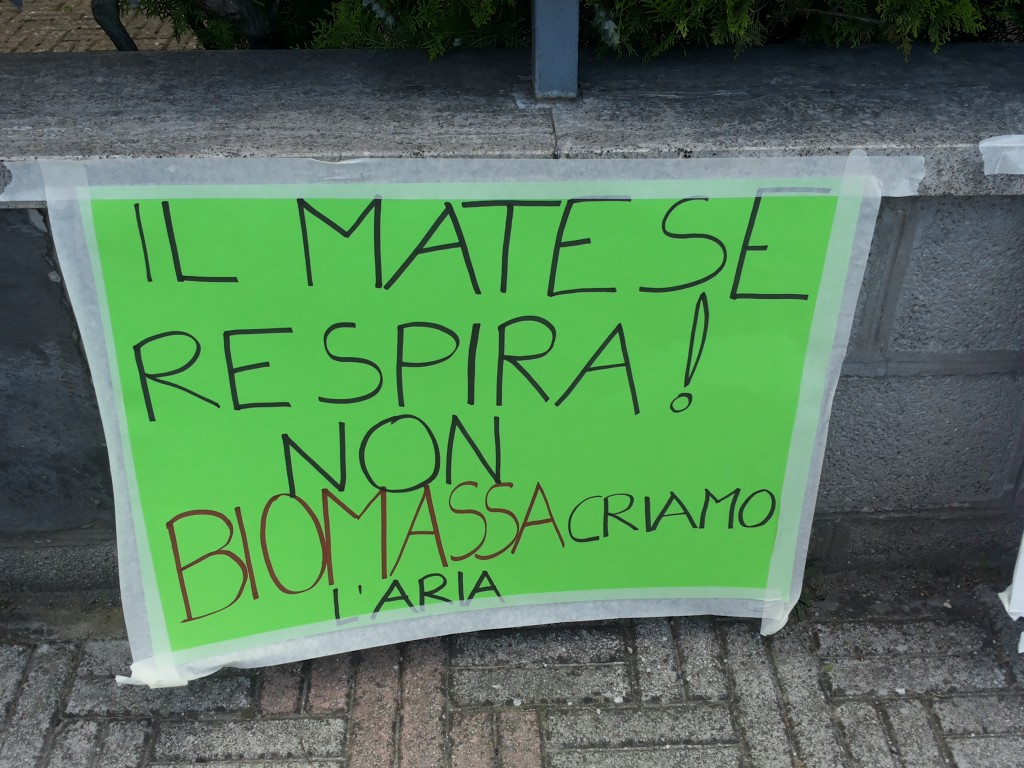 IL MATESE
RESPIRA!
NON
BIOMASSACRIAMO
L'ARIA